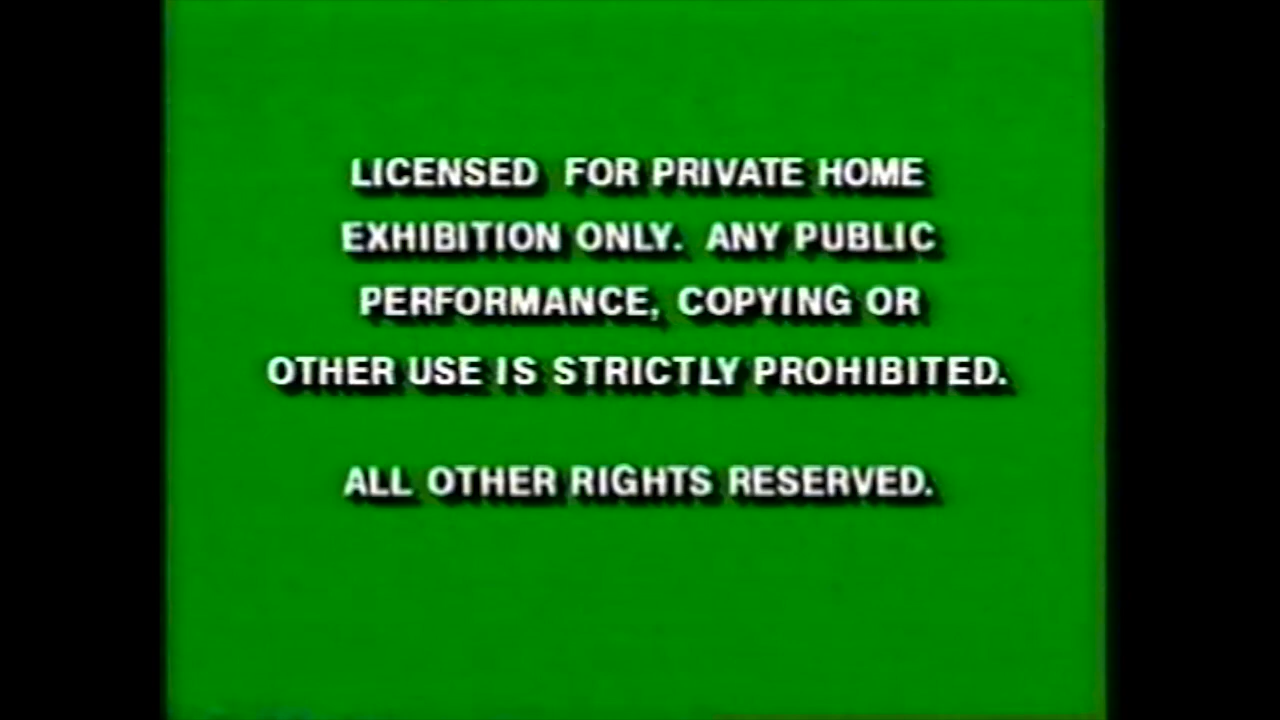 LICENSED FOR PRIVATE HOME
EXHIBITION ONLY. ANY PUBLIC
PERFORMANCE, COPYING OR
OTHER USE IS STRICTLY PROHIBITED.
ALL OTHER RIGHTS RESERVED.